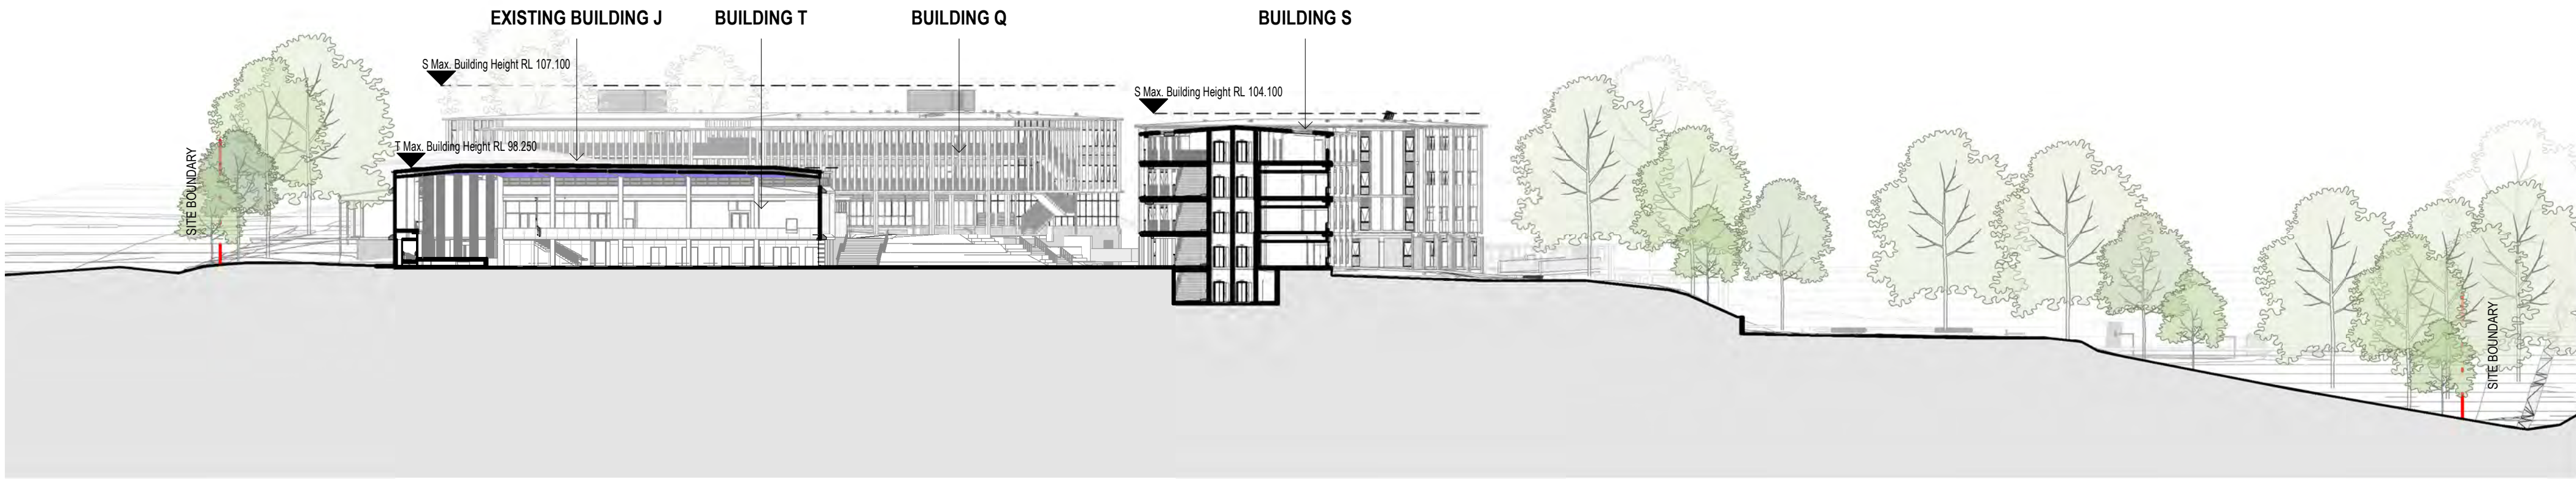 EXISTING BUILDING J
BUILDING T
BUILDING Q
BUILDING S
S Max. Building Height RL 107.100
S Max. Building Height RL 104.100
T Max. Building Height RL 98.250
SITE BOUNDARY
SITE BOUNDARY